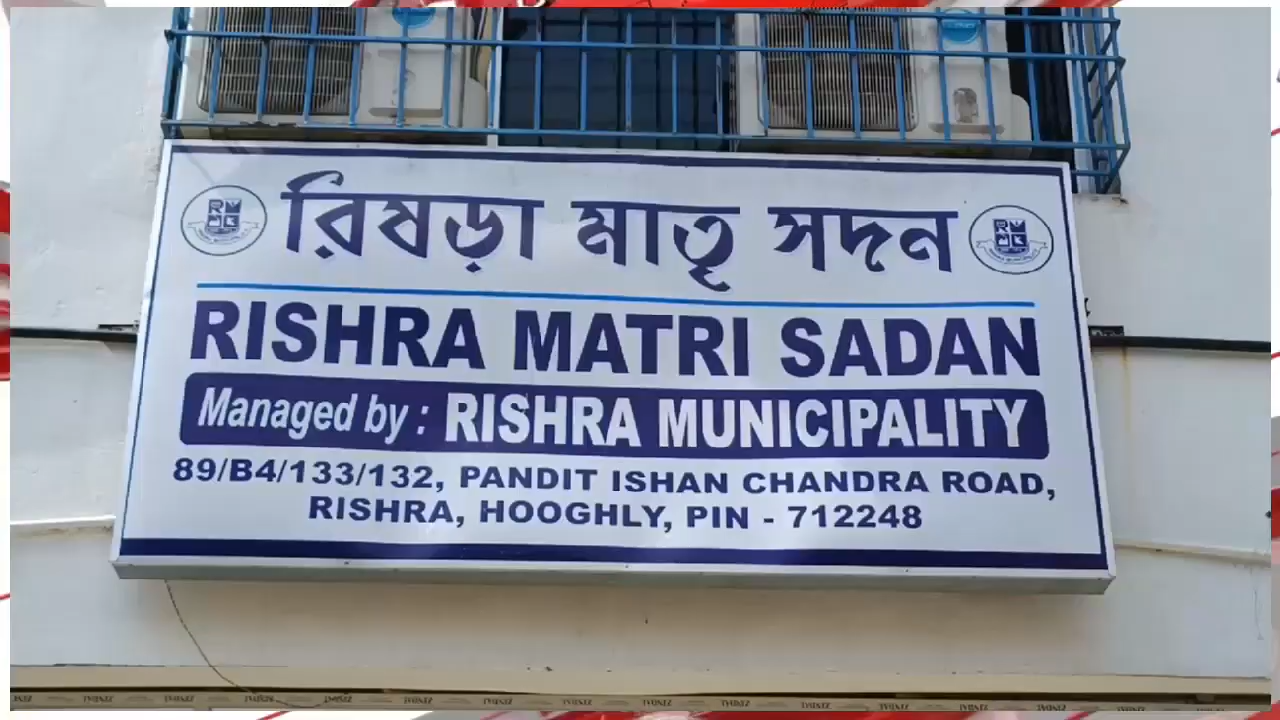 রিষড়া মাতৃ সদন
RISHRA MATRI SADAN
Managed by : RISHRA MUNICIPALITY
89/B4/133/132, PANDIT ISHAN CHANDRA ROAD,
RISHRA, HOOGHLY, PIN - 712248